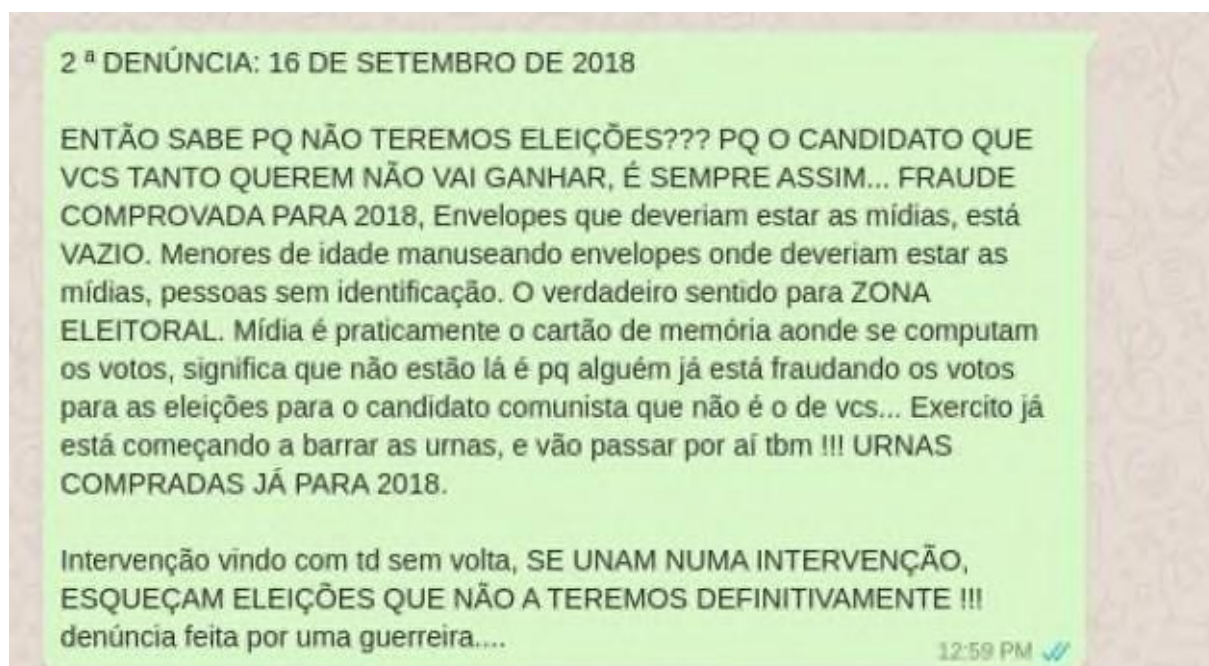 2 ª DENÚNCIA: 16 DE SETEMBRO DE 2018
ENTÃO SABE PQ NÃO TEREMOS ELEIÇÕES??? PQ O CANDIDATO QUE
VCS TANTO QUEREM NÃO VAI GANHAR, É SEMPRE ASSIM... FRAUDE
COMPROVADA PARA 2018, Envelopes que deveriam estar as mídias, está
VAZIO. Menores de idade manuseando envelopes onde deveriam estar as
mídias, pessoas sem identificação. O verdadeiro sentido para ZONA
ELEITORAL. Mídia é praticamente o cartão de memória aonde se computam
os votos, significa que não estão lá é pq alguém já está fraudando os votos
para as eleições para o candidato comunista que não é o de vcs... Exercito já
está começando a barrar as urnas, e vão passar por aí tbm !!! URNAS
COMPRADAS JÁ PARA 2018.
Intervenção vindo com td sem volta, SE UNAM NUMA INTERVENÇÃO,
ESQUEÇAM ELEIÇÕES QUE NÃO A TEREMOS DEFINITIVAMENTE !!!
denúncia feita por uma guerreira....
12:59 PM